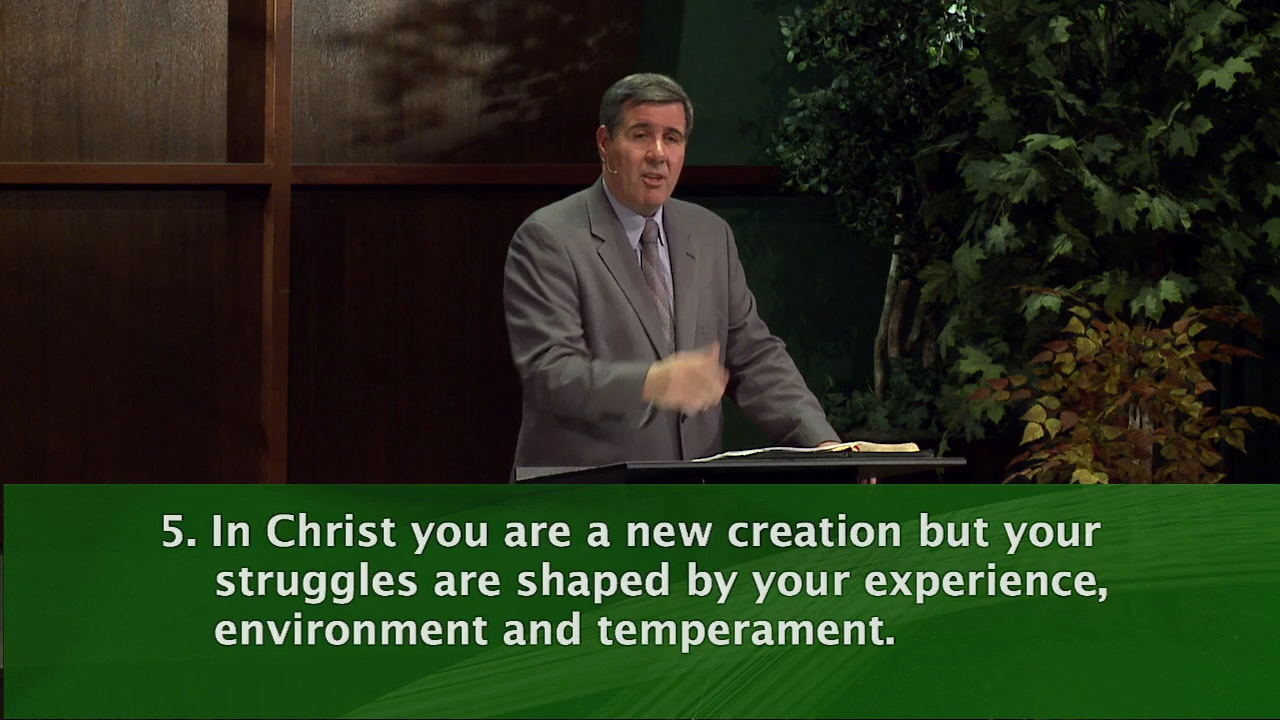 5. In Christ you are a new creation but your
struggles are shaped by your experience,
environment and temperament.